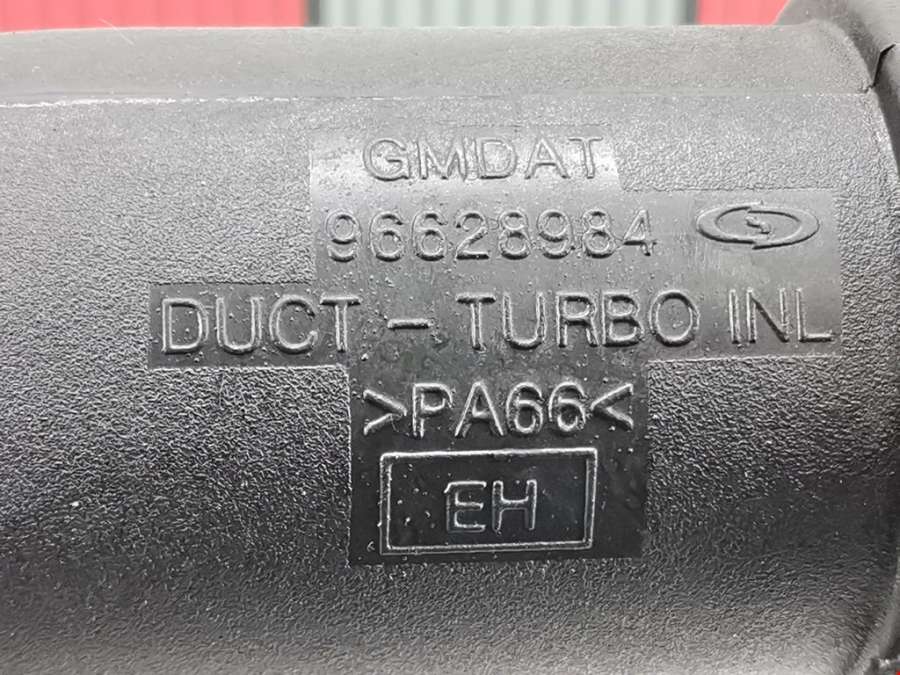 GMDAT
96628984
DUCT - TURBO INL
>PA66<
EH